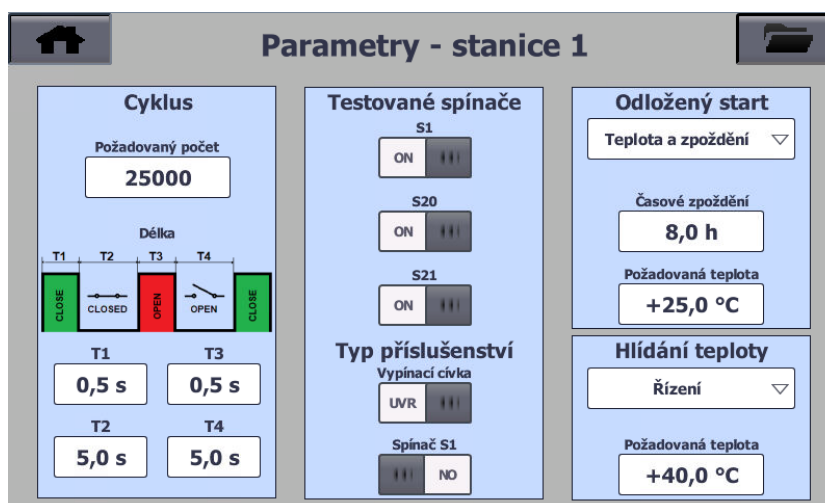 Parametry - stanice 1
Cyklus
Požadovaný počet
25000
Délka
T1 T2 T3 T4
CLOSE
CLOSED
OPEN
OPEN
CLOSE
T1 T3
0,5 s 0,5 s
T2 T4
5,0 s 5,0 s
Testované spínače
S1
ON
S20
ON
S21
ON
Typ příslušenství
Vypínací cívka
UVR
Spínač S1
NO
Odložený start
Teplota a zpoždění
Časové zpoždění
8,0 h
Požadovaná teplota
+25,0 °C
Hlídání teploty
Řízení
Požadovaná teplota
+40,0 °C